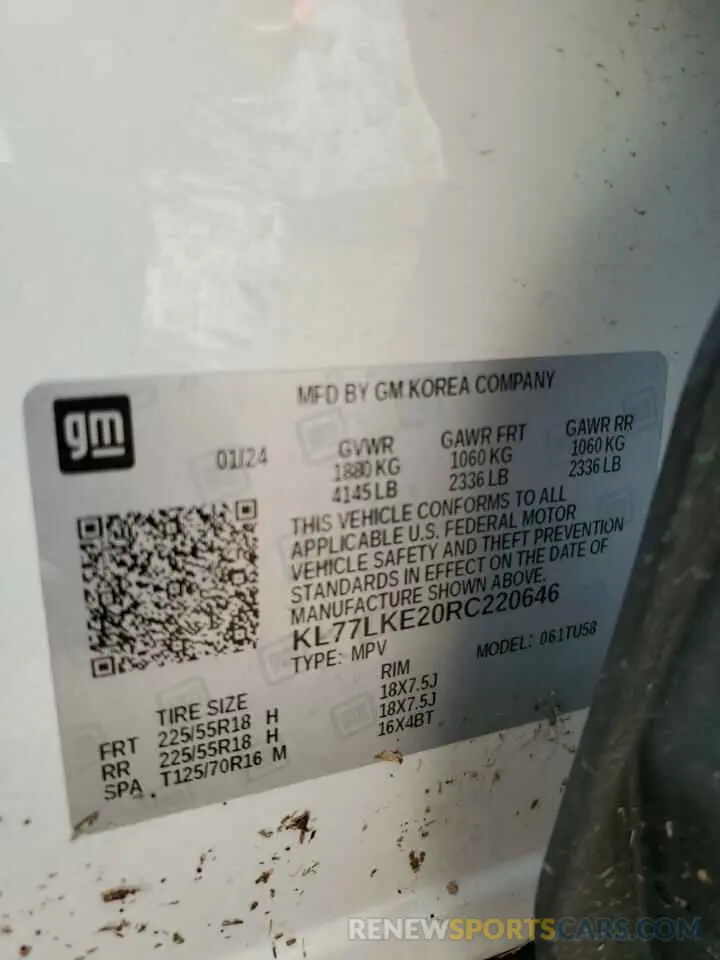 MFD BY GM KOREA COMPANY
gm
01/24
GVWR GAWR FRT GAWR RR
1880 KG 1060 KG 1060 KG
4145 LB 2336 LB 2336 LB
THIS VEHICLE CONFORMS TO ALL
APPLICABLE U.S. FEDERAL MOTOR
VEHICLE SAFETY AND THEFT PREVENTION
STANDARDS IN EFFECT ON THE DATE OF
MANUFACTURE SHOWN ABOVE.
KL77LKE20RC220646
TYPE: MPV MODEL: 061TU58
TIRE SIZE RIM
FRT 225/55R18 H 18X7.5J
RR 225/55R18 H 18X7.5J
SPA T125/70R16 M 16X4BT
RENEWSPORTSCARS.COM